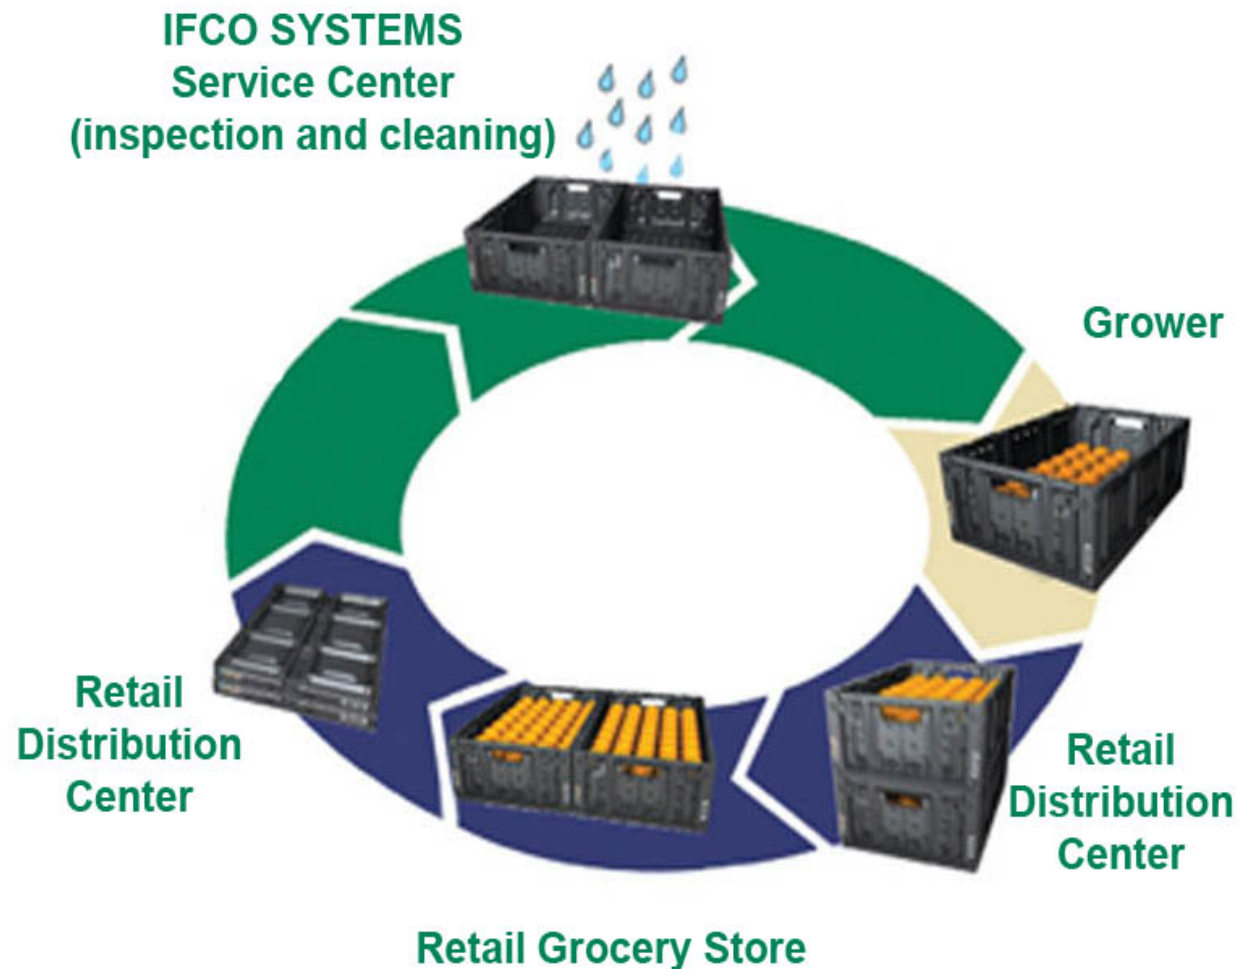 IFCO SYSTEMS
Service Center
(inspection and cleaning)
Grower
Retail
Distribution
Center
Retail
Distribution
Center
Retail Grocery Store